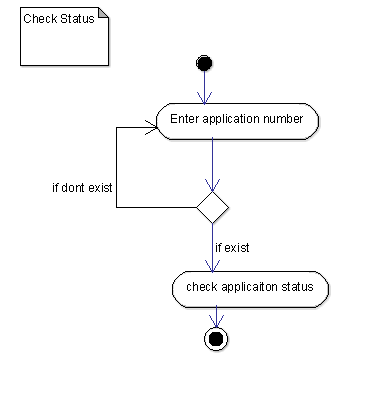 Check Status
Enter application number
if dont exist
if exist
check applicaiton status